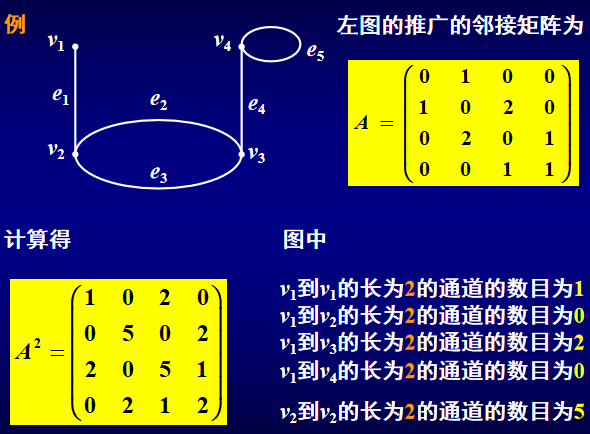 例
左图的推广的邻接矩阵为
v1
v4
e5
e1
e2
e4
v2
v3
e3
A =
0 1 0 0
1 0 2 0
0 2 0 1
0 0 1 1
计算得
图中
A² =
1 0 2 0
0 5 0 2
2 0 5 1
0 2 1 2
v1到v1的长为2的通道的数目为1
v1到v2的长为2的通道的数目为0
v1到v3的长为2的通道的数目为2
v1到v4的长为2的通道的数目为0
v2到v2的长为2的通道的数目为5